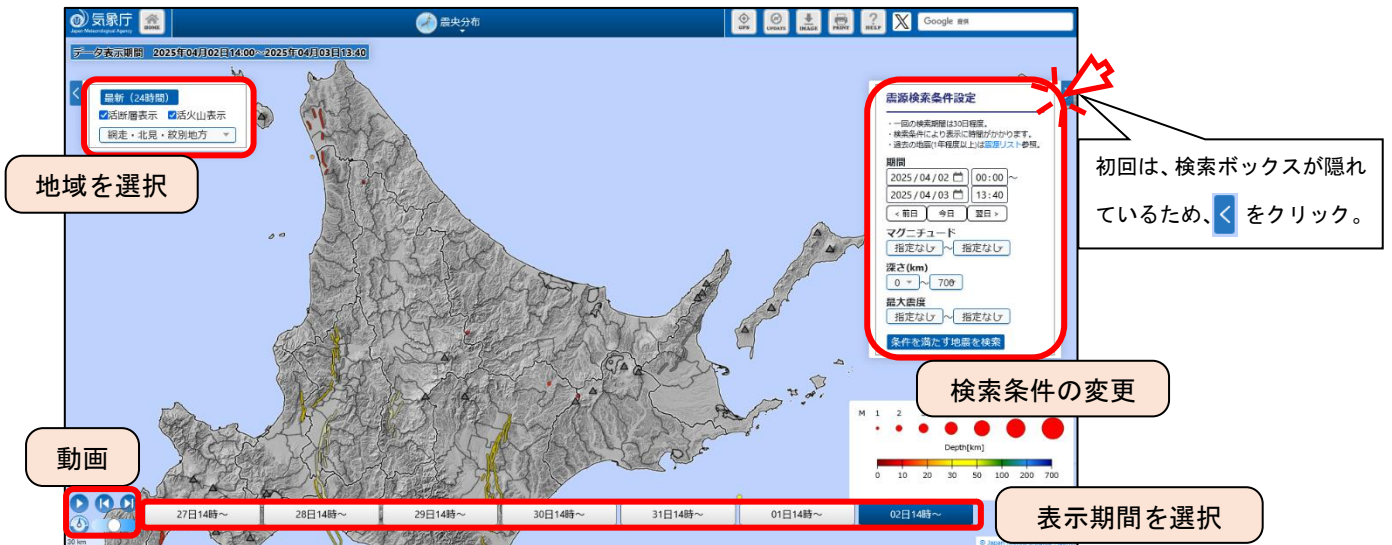 気象庁
Japan Meteorological Agency
HOME
震央分布
GPS
UPDATE
IMAGE
PRINT
HELP
Google 提供
データ表示期間 2025年04月02日14:00～2025年04月03日13:40
最新（24時間）
活断層表示 活火山表示
網走・北見・紋別地方
地域を選択
震源検索条件設定
・一回の検索期間は30日程度。
・検索条件により表示に時間がかかります。
・過去の地震(1年程度以上)は震源リスト参照。
期間
2025/04/02 00:00～
2025/04/03 13:40
<前日 今日 翌日>
マグニチュード
指定なし～指定なし
深さ(km)
0～700
最大震度
指定なし～指定なし
条件を満たす地震を検索
初回は、検索ボックスが隠れ
ているため、< をクリック。
検索条件の変更
M 1 2
Depth[km]
0 10 20 30 50 100 200 700
動画
27日14時～ 28日14時～ 29日14時～ 30日14時～ 31日14時～ 01日14時～ 02日14時～
表示期間を選択
30 km